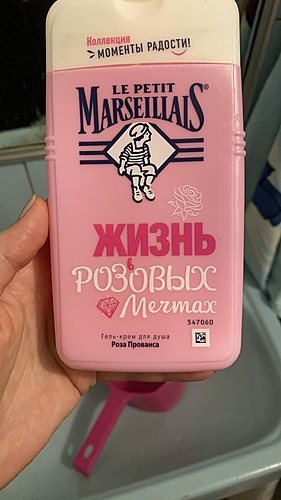 Коллекция
МОМЕНТЫ РАДОСТИ!
LE PETIT
MARSEILLAIS®
ЖИЗНЬ
в
РОЗОВЫХ
Мечтах
547060
Гель-крем для душа
Роза Прованса